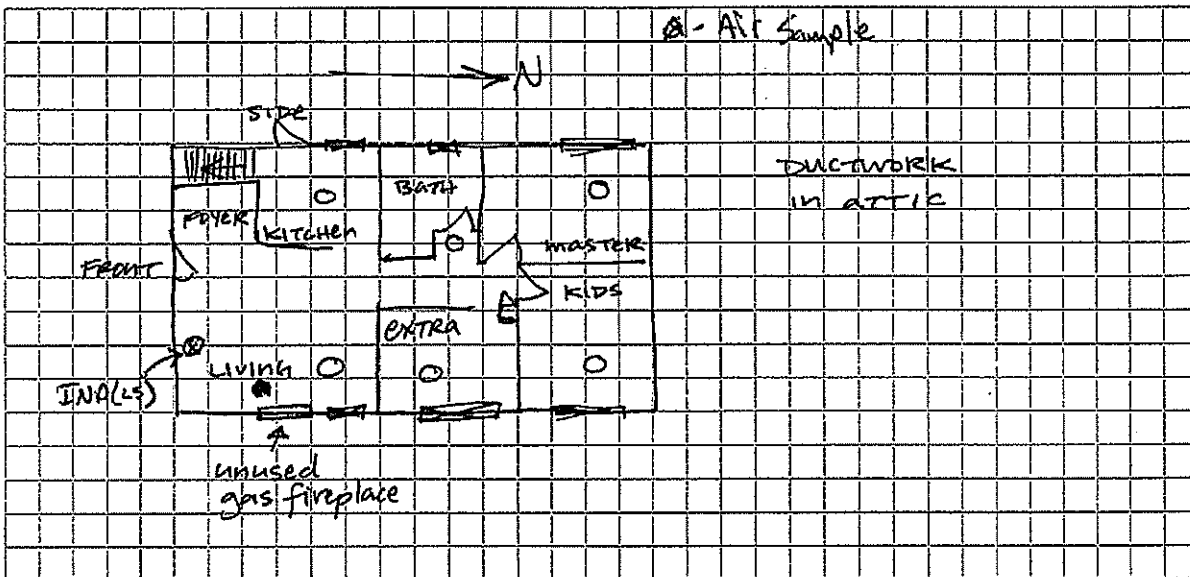 - Air Sample
N
SIDE
DUCTWORK
in attic
BATH
FOYER
KITCHEN
MASTER
FRONT
KIDS
EXTRA
LIVING
unused
gas fireplace